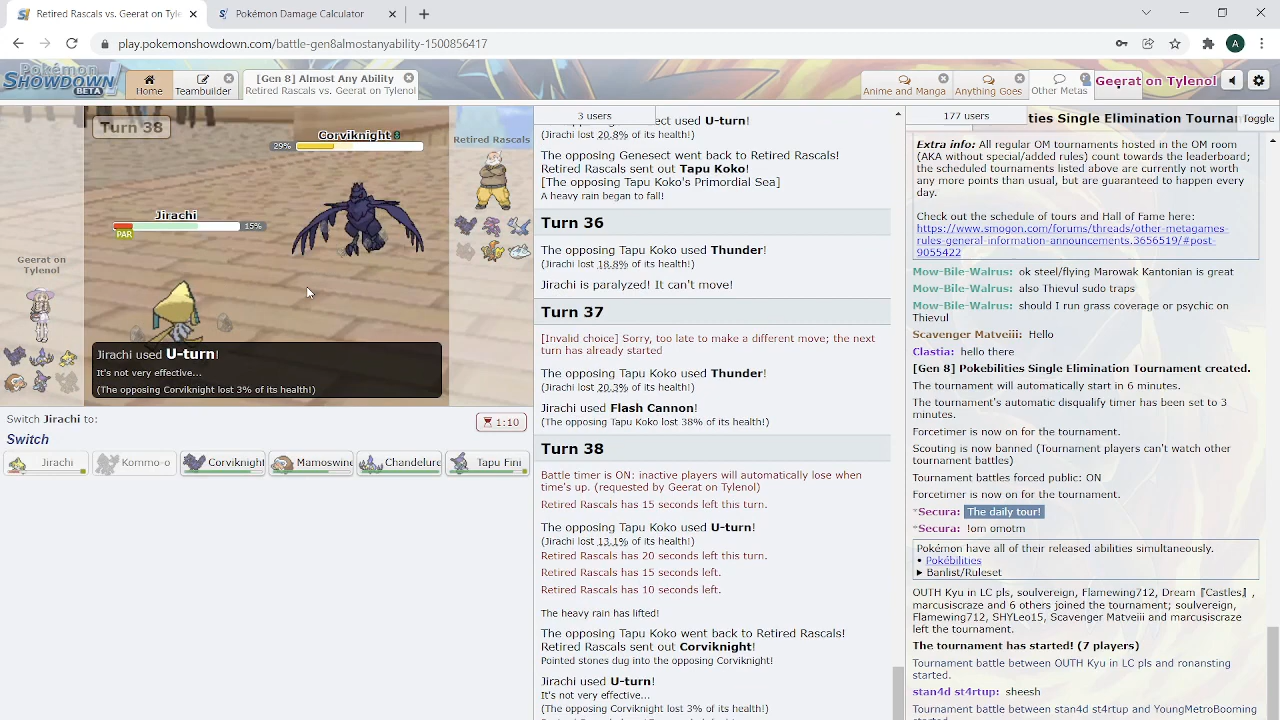 Retired Rascals vs. Geerat on Tyle
Pokémon Damage Calculator
play.pokemonshowdown.com/battle-gen8almostanyability-1500856417
A
Pokémon
SHOWDOWN
BETA
Home
Teambuilder
[Gen 8] Almost Any Ability
Retired Rascals vs. Geerat on Tylenol
Anime and Manga
Anything Goes
Other Metas
Geerat on Tylenol
Turn 38
Corviknight
29%
Jirachi
15%
PAR
Retired Rascals
Geerat on
Tylenol
Jirachi used U-turn!
It's not very effective...
(The opposing Corviknight lost 3% of its health!)
Switch Jirachi to:
1:10
Switch
Jirachi
Kommo-o
Corviknight
Mamoswine
Chandelure
Tapu Fini
3 users
ect used U-turn!
(Jirachi lost 20.8% of its health!)
The opposing Genesect went back to Retired Rascals!
Retired Rascals sent out Tapu Koko!
[The opposing Tapu Koko's Primordial Sea]
A heavy rain began to fall!
Turn 36
The opposing Tapu Koko used Thunder!
(Jirachi lost 18.8% of its health!)
Jirachi is paralyzed! It can't move!
Turn 37
[Invalid choice] Sorry, too late to make a different move; the next
turn has already started
The opposing Tapu Koko used Thunder!
(Jirachi lost 20.3% of its health!)
Jirachi used Flash Cannon!
(The opposing Tapu Koko lost 38% of its health!)
Turn 38
Battle timer is ON: inactive players will automatically lose when
time's up. (requested by Geerat on Tylenol)
Retired Rascals has 15 seconds left this turn.
The opposing Tapu Koko used U-turn!
(Jirachi lost 13.1% of its health!)
Retired Rascals has 20 seconds left this turn.
Retired Rascals has 15 seconds left.
Retired Rascals has 10 seconds left.
The heavy rain has lifted!
The opposing Tapu Koko went back to Retired Rascals!
Retired Rascals sent out Corviknight!
Pointed stones dug into the opposing Corviknight!
Jirachi used U-turn!
It's not very effective...
(The opposing Corviknight lost 3% of its health!)
177 users
ties Single Elimination Tournam
Toggle
Extra info: All regular OM tournaments hosted in the OM room
(AKA without special/added rules) count towards the leaderboard;
the scheduled tournaments listed above are currently not worth
any more points than usual, but are guaranteed to happen every
day.
Check out the schedule of tours and Hall of Fame here:
https://www.smogon.com/forums/threads/other-metagames-
rules-general-information-announcements.3656519/#post-
9055422
Mow-Bile-Walrus: ok steel/flying Marowak Kantonian is great
Mow-Bile-Walrus: also Thievul sudo traps
Mow-Bile-Walrus: should I run grass coverage or psychic on
Thievul
Scavenger Matveiii: Hello
Clastia: hello there
[Gen 8] Pokebilities Single Elimination Tournament created.
The tournament will automatically start in 6 minutes.
The tournament's automatic disqualify timer has been set to 3
minutes.
Forcetimer is now on for the tournament.
Scouting is now banned (Tournament players can't watch other
tournament battles)
Tournament battles forced public: ON
Forcetimer is now on for the tournament.
*Secura: The daily tour!
*Secura: !om omotm
Pokémon have all of their released abilities simultaneously.
• Pokébilities
▶ Banlist/Ruleset
OUTH Kyu in LC pls, soulvereign, Flamewing712, Dream『Castles』,
marcusiscraze and 6 others joined the tournament; soulvereign,
Flamewing712, SHYLeo15, Scavenger Matveiii and marcusiscraze
left the tournament.
The tournament has started! (7 players)
Tournament battle between OUTH Kyu in LC pls and ronansting
started.
stan4d st4rtup: sheesh
Tournament battle between stan4d st4rtup and YoungMetroBooming